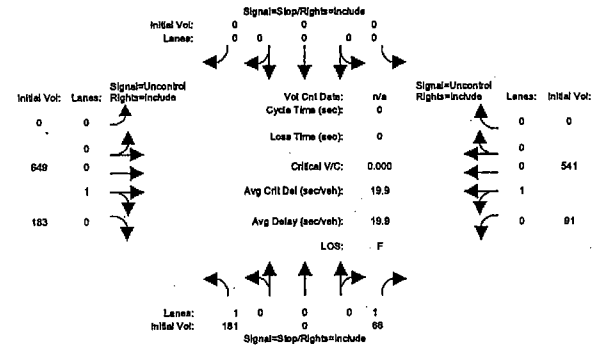 Signal=Stop/Rights=Include
Initial Vol: 0 0 0
Lanes: 0 0 0 0 0
Signal=Uncontrol
Initial Vol: Lanes: Rights=Include
Vol Cnt Date: n/a
Signal=Uncontrol
Rights=Include Lanes: Initial Vol:
Cycle Time (sec): 0
0 0
0 0
Loss Time (sec): 0
0
0
649 0
Critical V/C: 0.000
0 541
1
Avg Crit Del (sec/veh): 19.9
1
183 0
Avg Delay (sec/veh): 19.9
0 91
LOS: F
Lanes: 1 0 0 0 1
Initial Vol: 181 0 66
Signal=Stop/Rights=Include